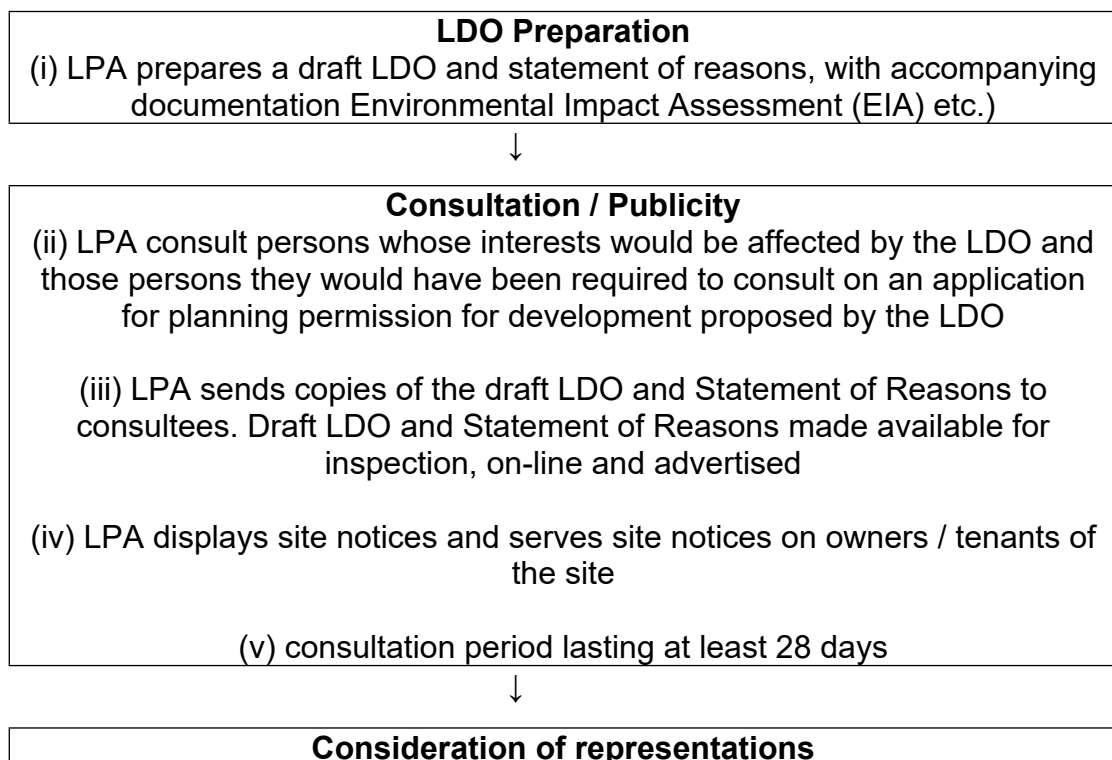 LDO Preparation
(i) LPA prepares a draft LDO and statement of reasons, with accompanying
documentation Environmental Impact Assessment (EIA) etc.)
↓
Consultation / Publicity
(ii) LPA consult persons whose interests would be affected by the LDO and
those persons they would have been required to consult on an application
for planning permission for development proposed by the LDO
(iii) LPA sends copies of the draft LDO and Statement of Reasons to
consultees. Draft LDO and Statement of Reasons made available for
inspection, on-line and advertised
(iv) LPA displays site notices and serves site notices on owners / tenants of
the site
(v) consultation period lasting at least 28 days
↓
Consideration of representations